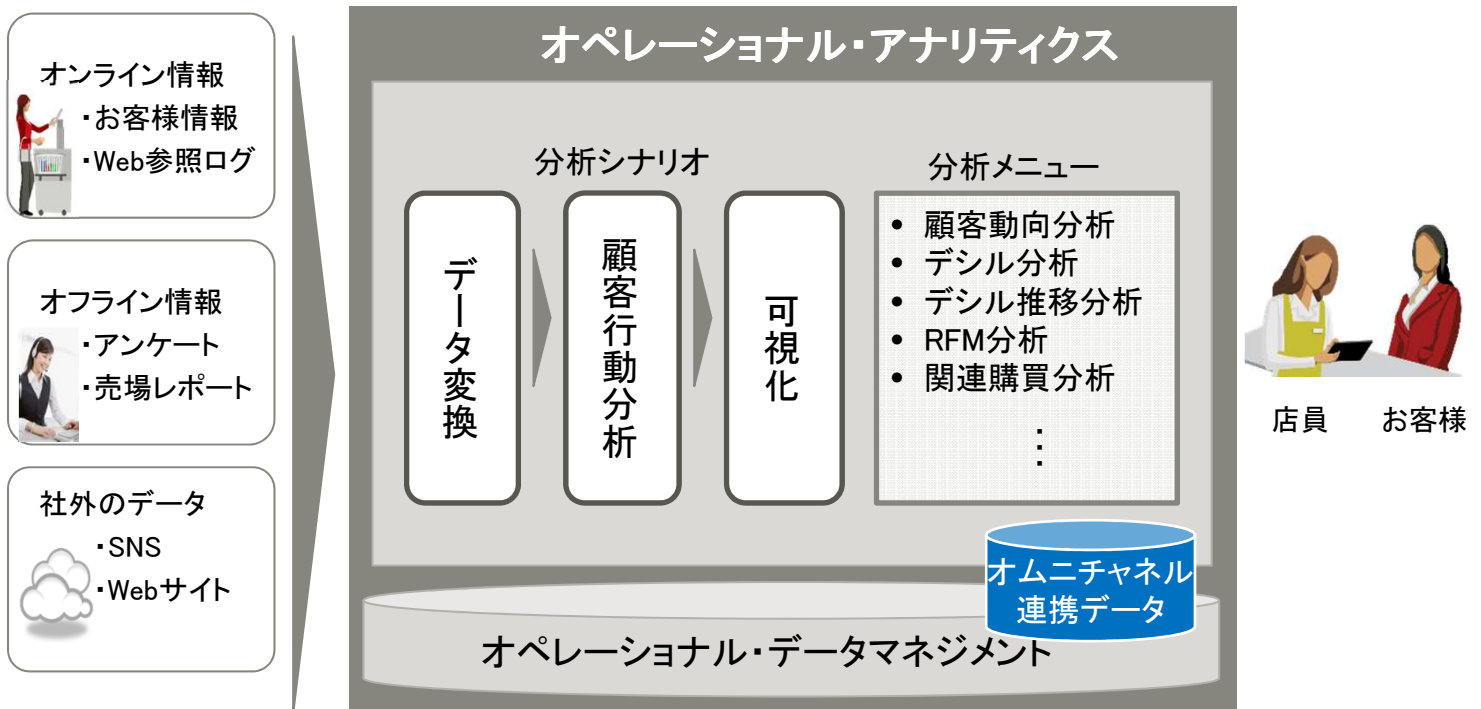 オンライン情報
・お客様情報
・Web参照ログ
オフライン情報
・アンケート
・売場レポート
社外のデータ
・SNS
・Webサイト
オペレーショナル・アナリティクス
分析シナリオ
データ変換
顧客行動分析
可視化
分析メニュー
• 顧客動向分析
• デシル分析
• デシル推移分析
• RFM分析
• 関連購買分析
⋮
オムニチャネル
連携データ
オペレーショナル・データマネジメント
店員
お客様